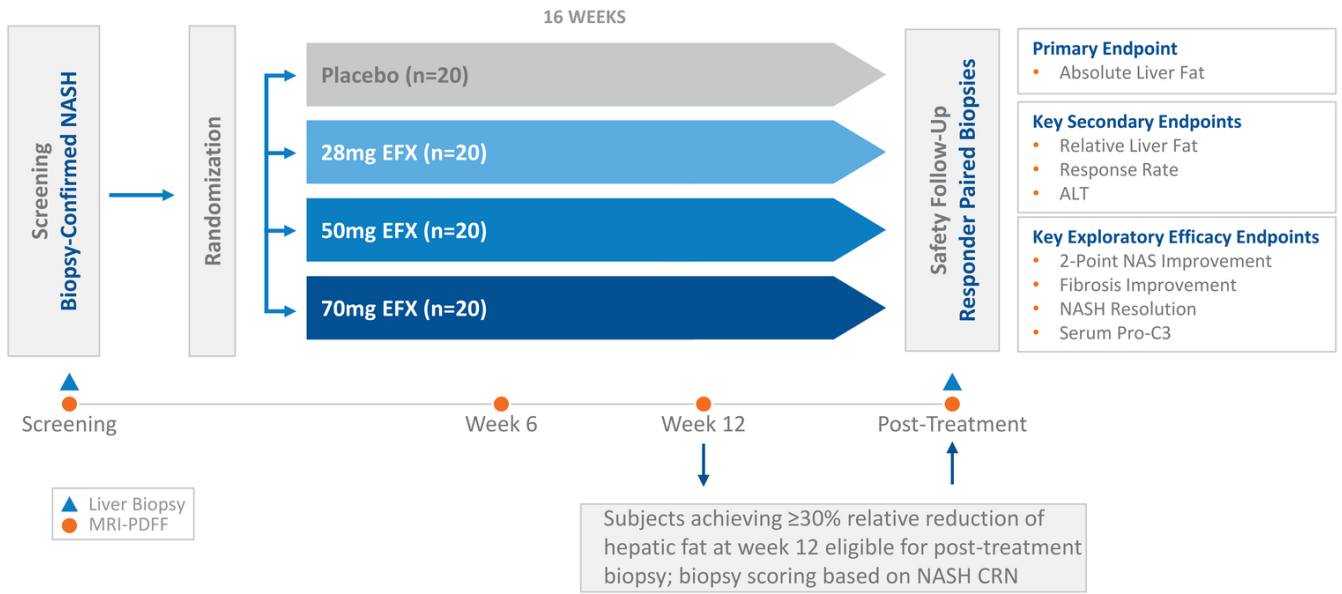 16 WEEKS
Screening
Biopsy-Confirmed NASH
Randomization
Placebo (n=20)
28mg EFX (n=20)
50mg EFX (n=20)
70mg EFX (n=20)
Safety Follow-Up
Responder Paired Biopsies
Primary Endpoint
• Absolute Liver Fat
Key Secondary Endpoints
• Relative Liver Fat
• Response Rate
• ALT
Key Exploratory Efficacy Endpoints
• 2-Point NAS Improvement
• Fibrosis Improvement
• NASH Resolution
• Serum Pro-C3
Screening
Week 6
Week 12
Post-Treatment
Liver Biopsy
MRI-PDFF
Subjects achieving ≥30% relative reduction of
hepatic fat at week 12 eligible for post-treatment
biopsy; biopsy scoring based on NASH CRN